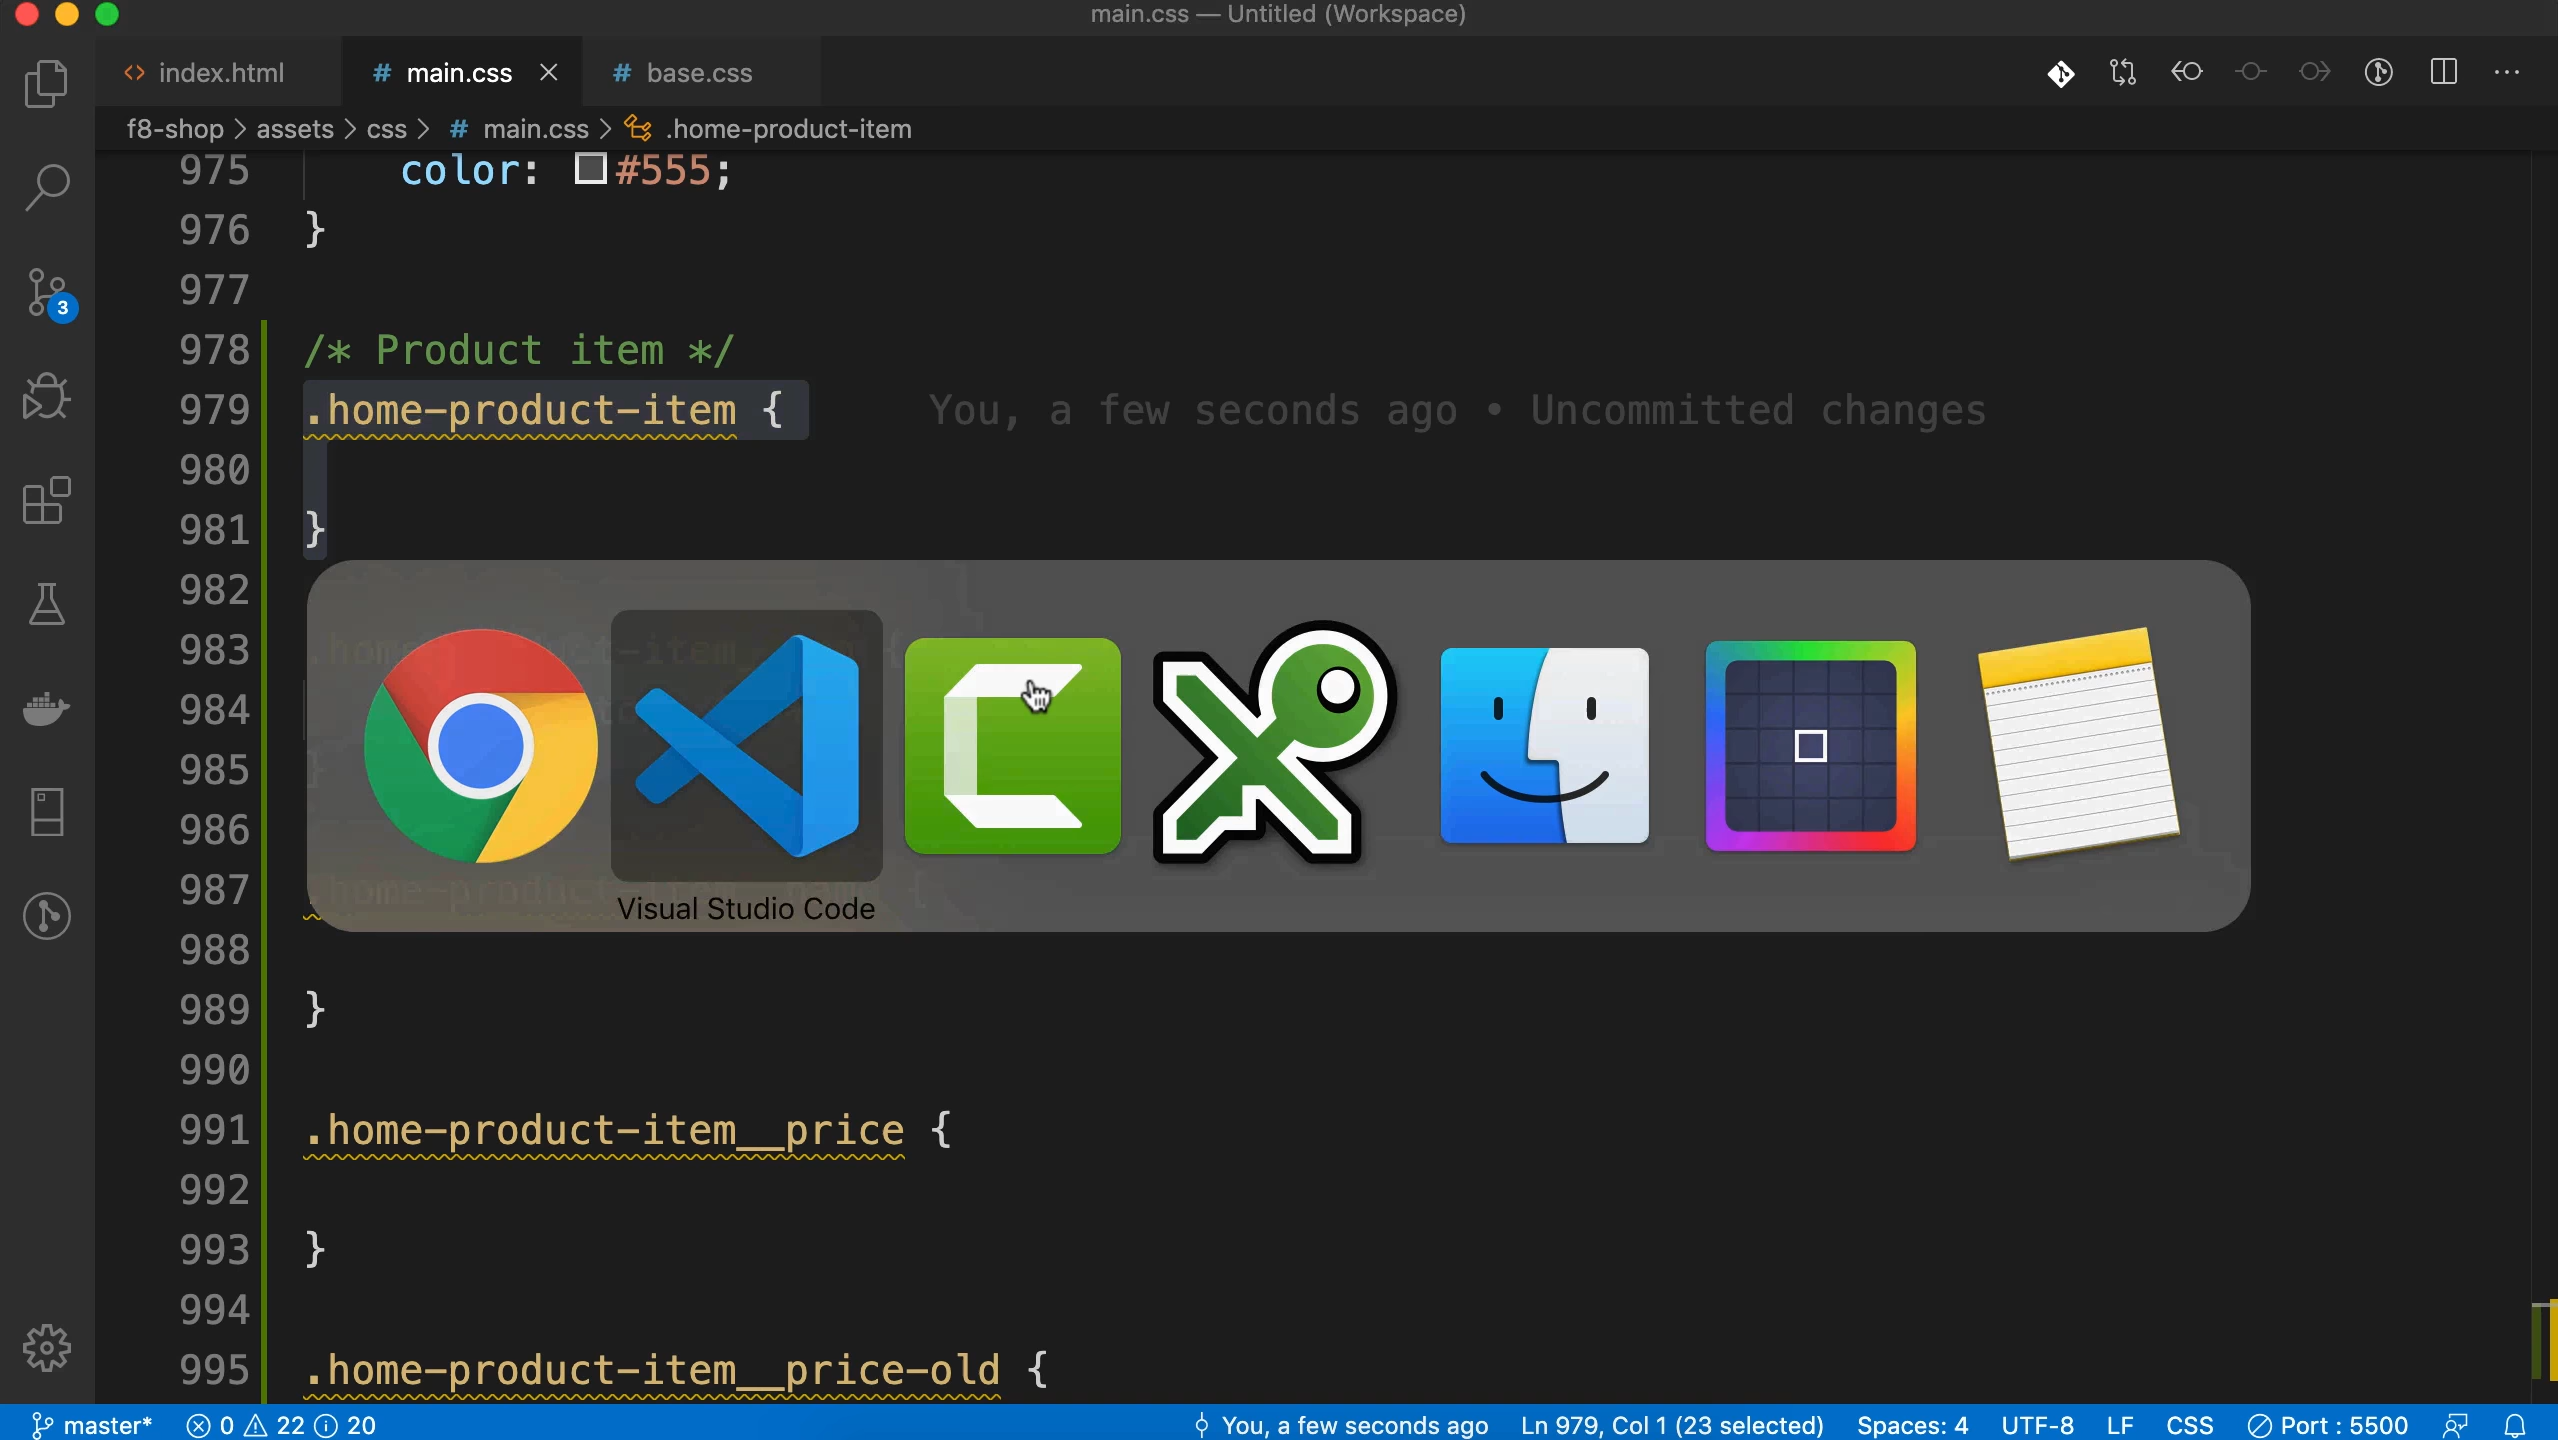 main.css — Untitled (Workspace)
index.html
# main.css
# base.css
f8-shop > assets > css > # main.css > .home-product-item
975 color: #555;
976 }
977
978 /* Product item */
979 .home-product-item { You, a few seconds ago • Uncommitted changes
980
981 }
982
983
984
985 }
986
987 .home-product-item__name {
Visual Studio Code
988
989 }
990
991 .home-product-item__price {
992
993 }
994
995 .home-product-item__price-old {
3
master* 0 22 20 You, a few seconds ago Ln 979, Col 1 (23 selected) Spaces: 4 UTF-8 LF CSS Port : 5500